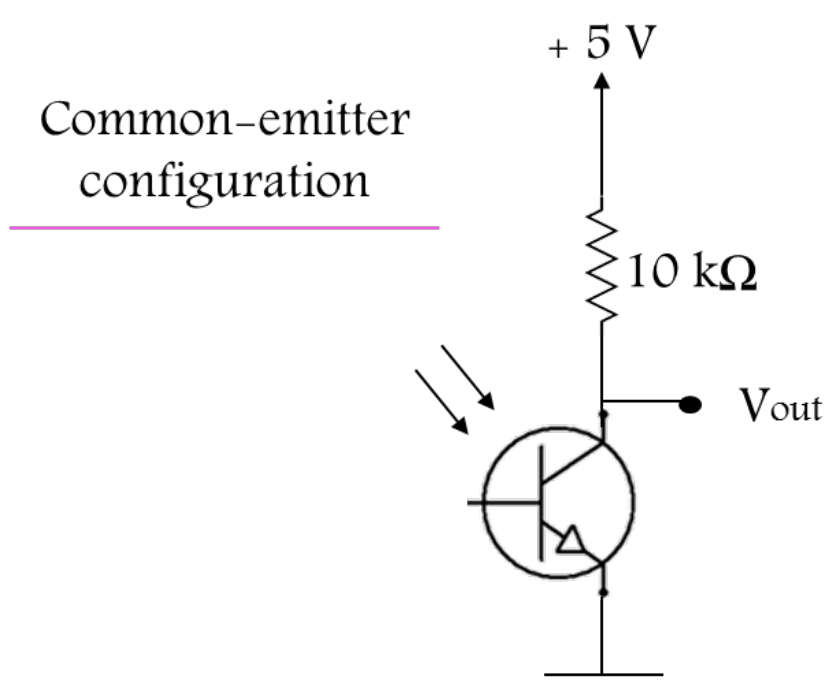 + 5 V
Common-emitter
configuration
10 kΩ
Vout